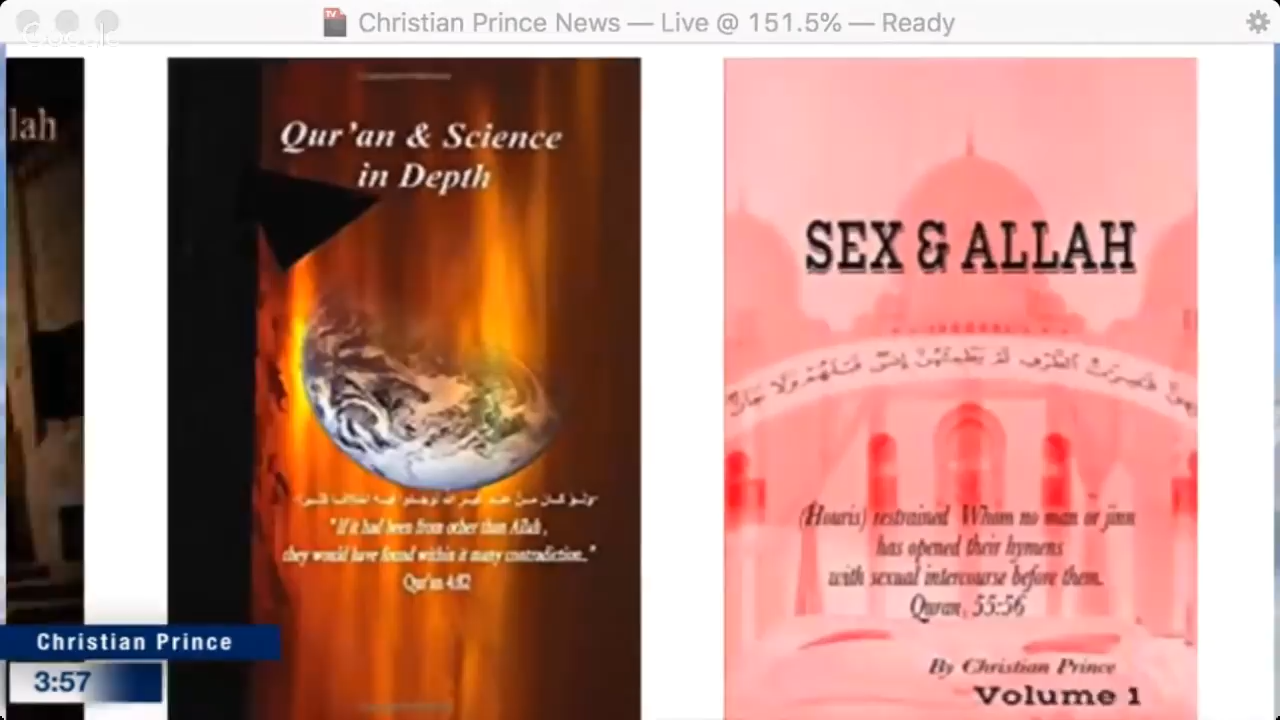 Christian Prince News — Live @ 151.5% — Ready
Google
lah
Qur'an & Science
in Depth
"If it had been from other than Allah,
they would have found within it many contradiction."
Qur'an 4:82
SEX & ALLAH
(Houris) restrained Whom no man or jinn
has opened their hymens
with sexual intercourse before them.
Quran, 55:56
By Christian Prince
Volume 1
Christian Prince
3:57